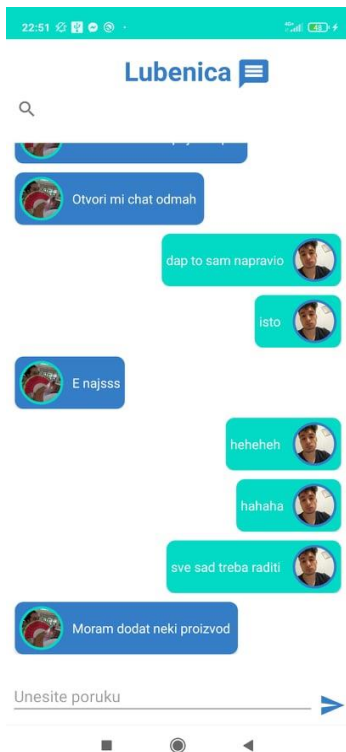 22:51
48
Lubenica
Otvori mi chat odmah
dap to sam napravio
isto
E najsss
heheheh
hahaha
sve sad treba raditi
Moram dodat neki proizvod
Unesite poruku